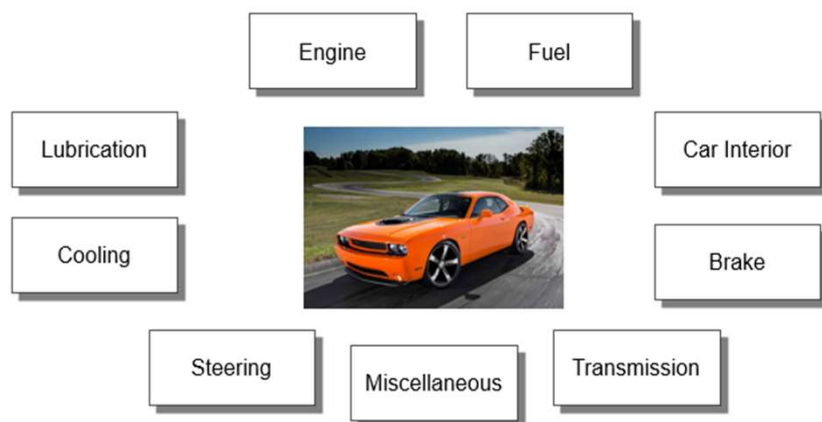 Engine
Fuel
Lubrication
Car Interior
Cooling
Brake
Steering
Miscellaneous
Transmission